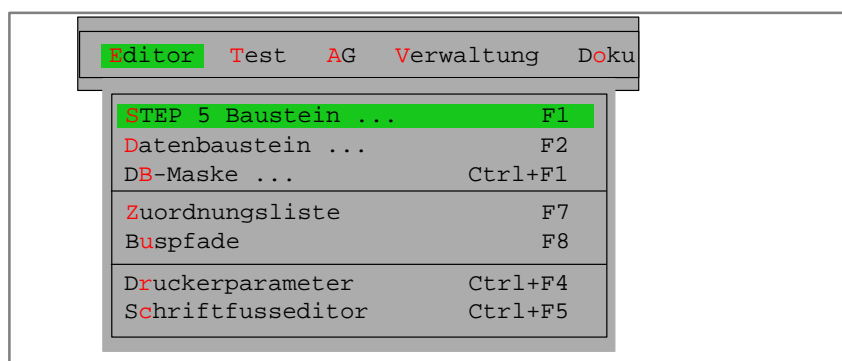 Editor Test AG Verwaltung Doku
STEP 5 Baustein ... F1
Datenbaustein ... F2
DB-Maske ... Ctrl+F1
Zuordnungsliste F7
Buspfade F8
Druckerparameter Ctrl+F4
Schriftfusseditor Ctrl+F5